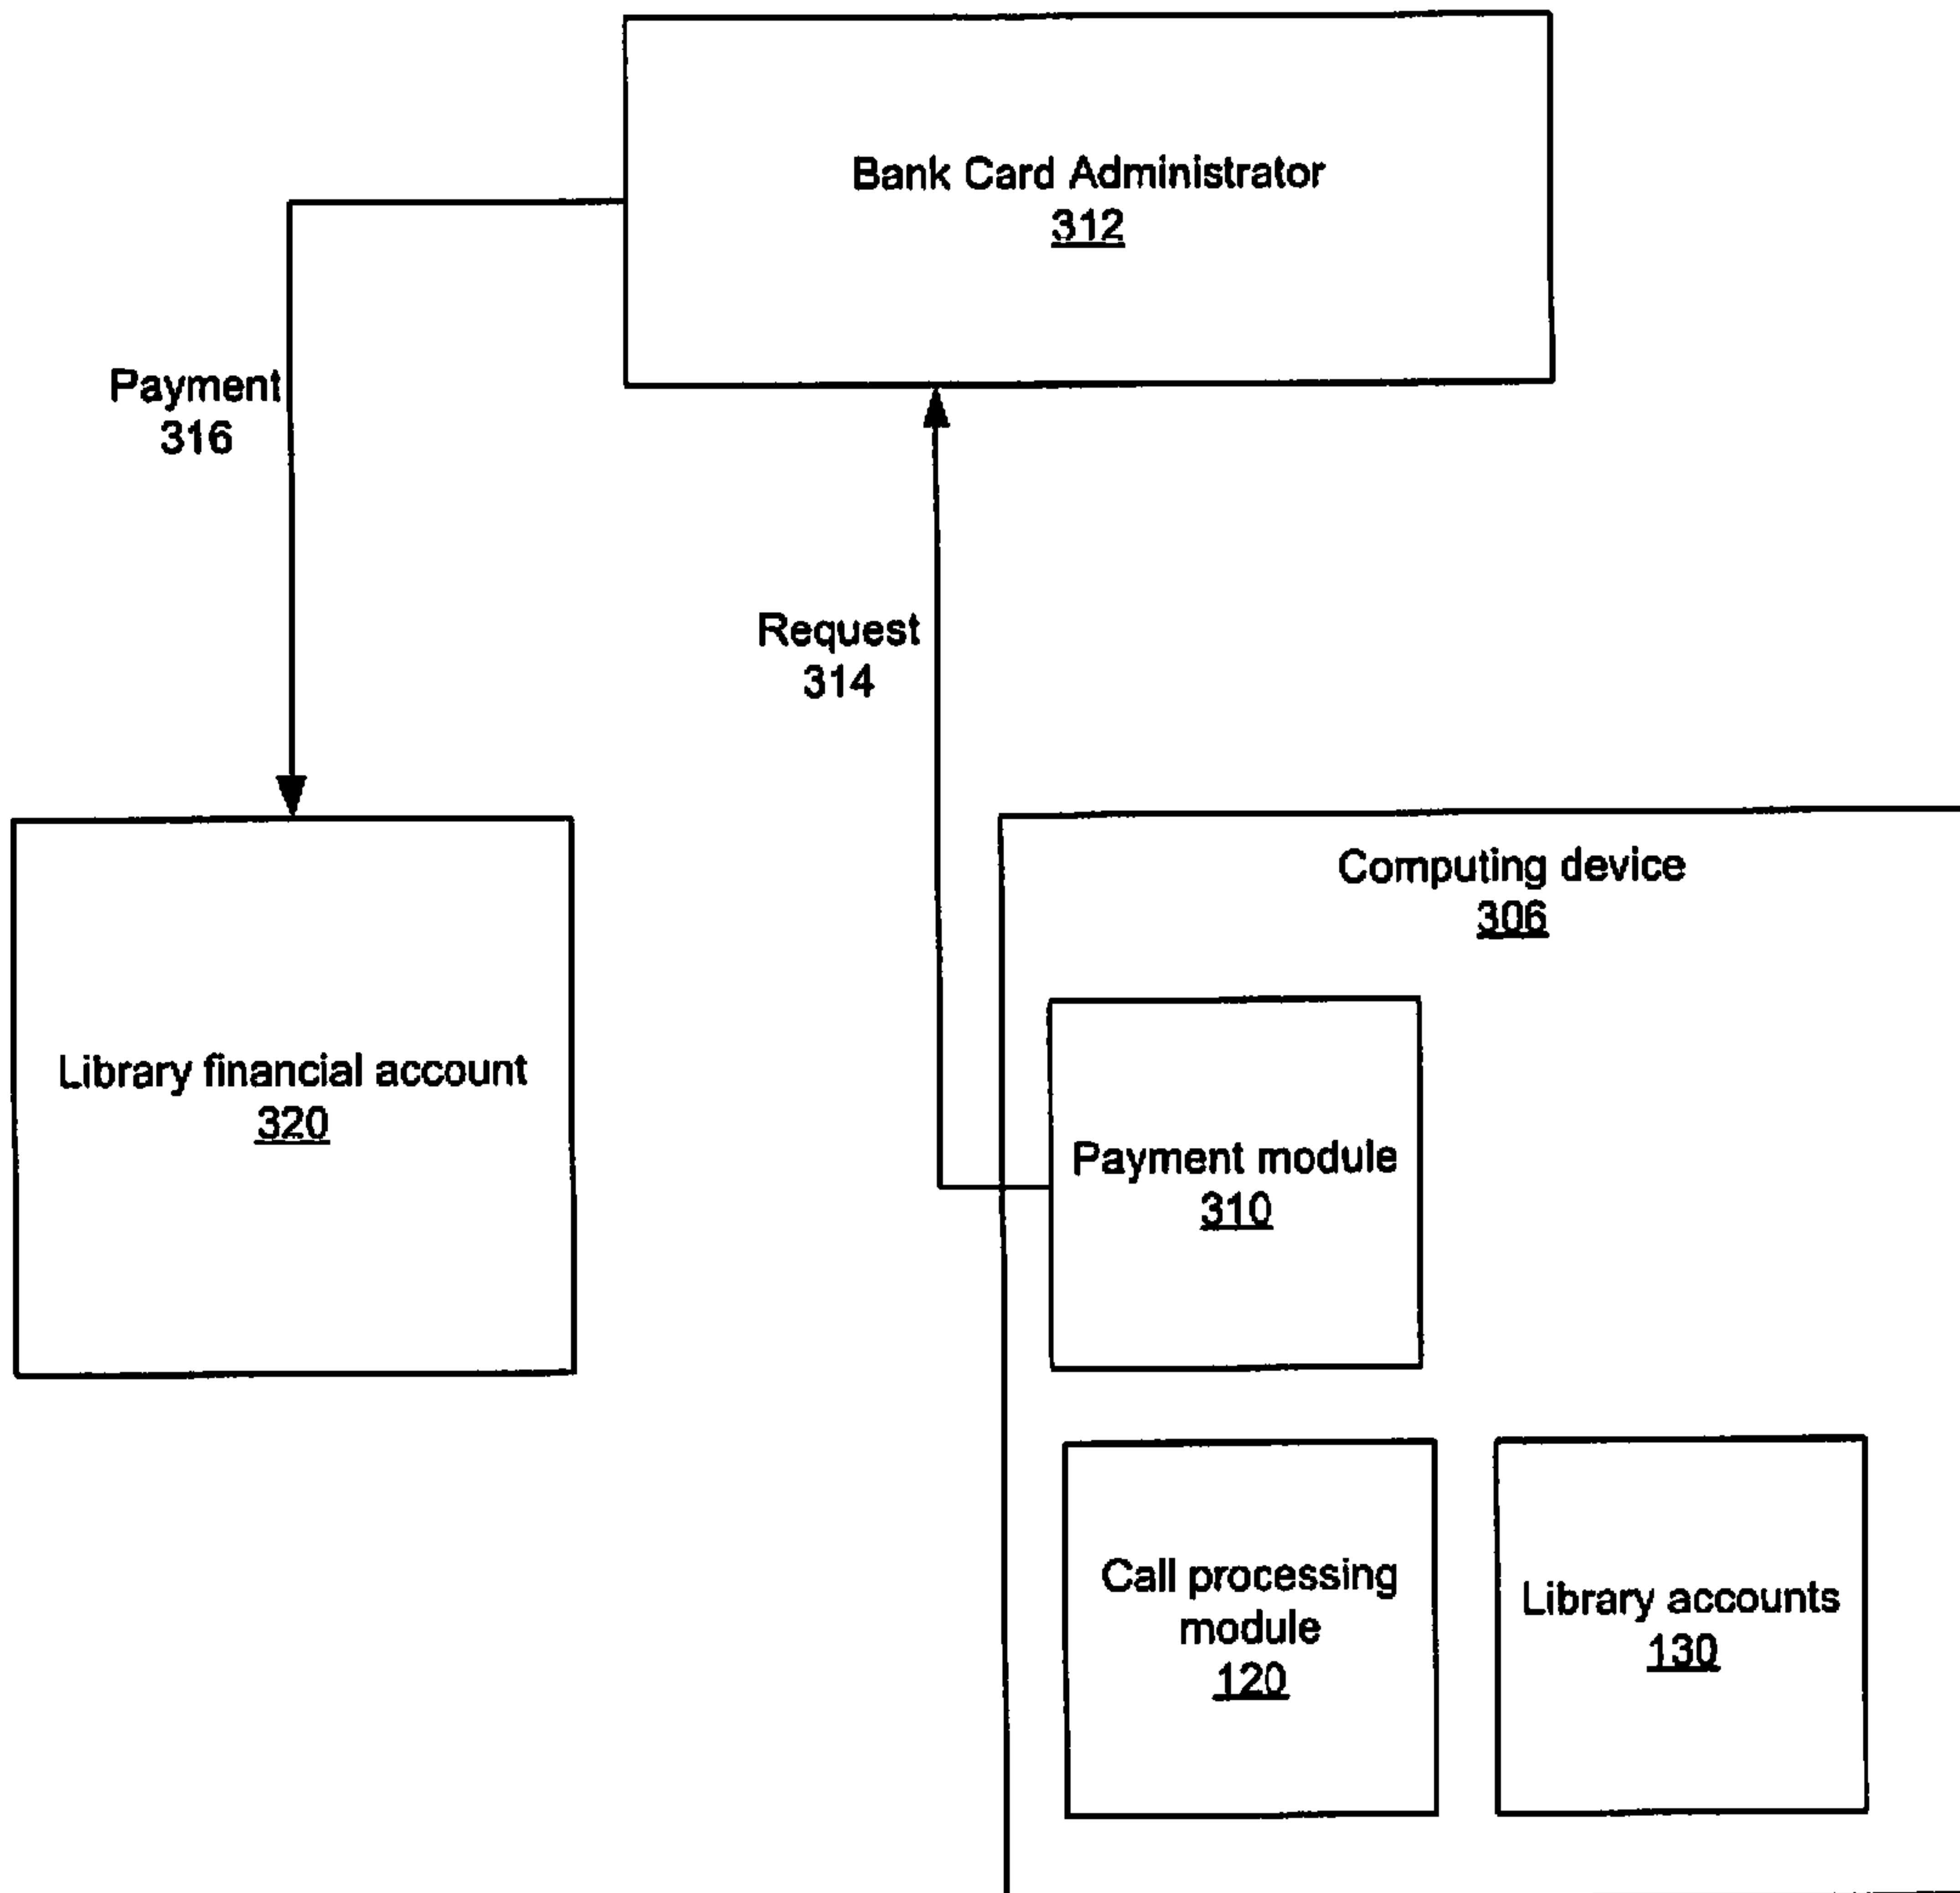 Bank Card Administrator
312
Payment
316
Request
314
Computing device
306
Library financial account
320
Payment module
310
Call processing
module
120
Library accounts
130